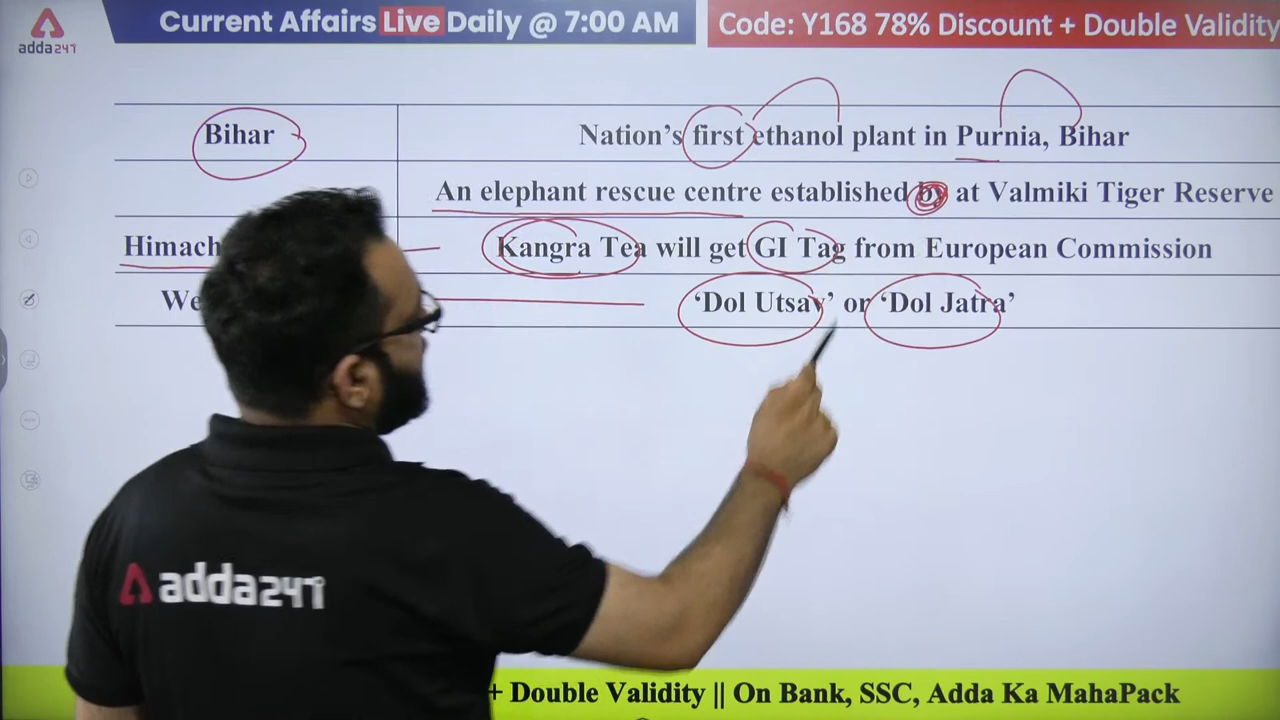 Current Affairs Live Daily @ 7:00 AM
Code: Y168 78% Discount + Double Validity
adda247
Bihar
Nation's first ethanol plant in Purnia, Bihar
An elephant rescue centre established by at Valmiki Tiger Reserve
Himach
Kangra Tea will get GI Tag from European Commission
We
'Dol Utsav' or 'Dol Jatra'
adda247
+ Double Validity || On Bank, SSC, Adda Ka MahaPack